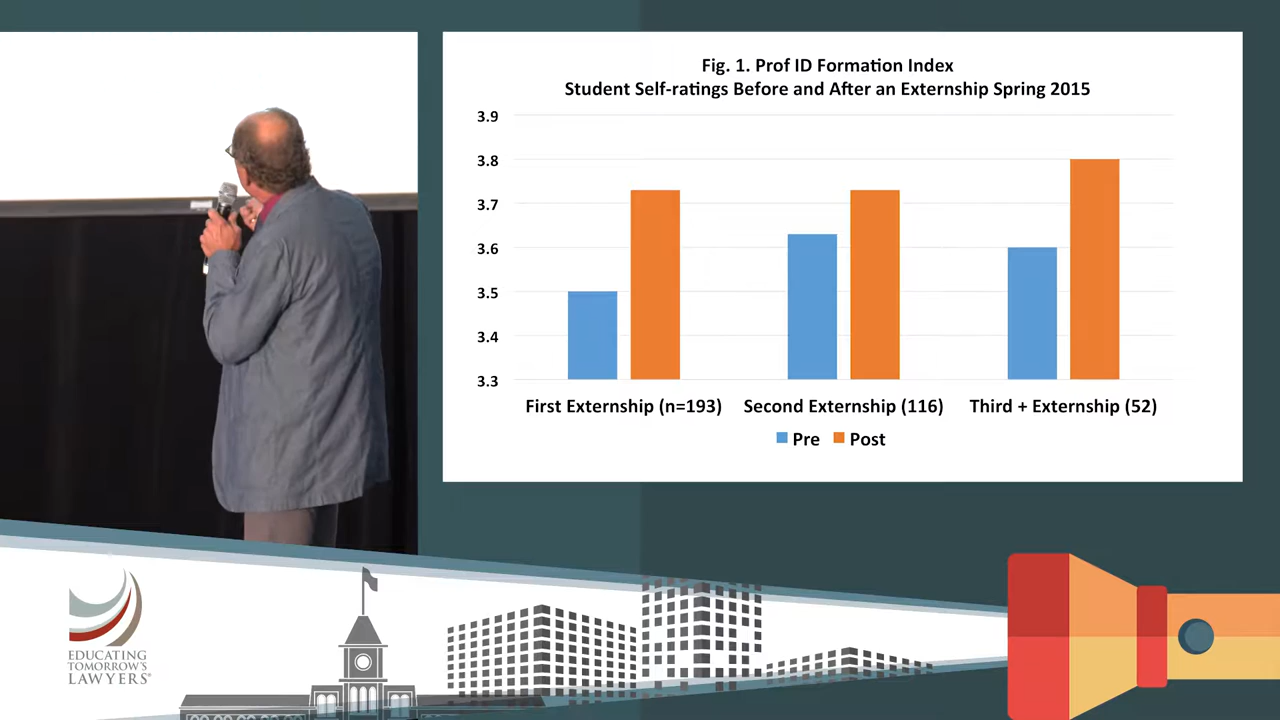 Fig. 1. Prof ID Formation Index
Student Self-ratings Before and After an Externship Spring 2015
3.9
3.8
3.7
3.6
3.5
3.4
3.3
First Externship (n=193)
Second Externship (116)
Third + Externship (52)
Pre
Post
EDUCATING
TOMORROW'S
LAWYERS®